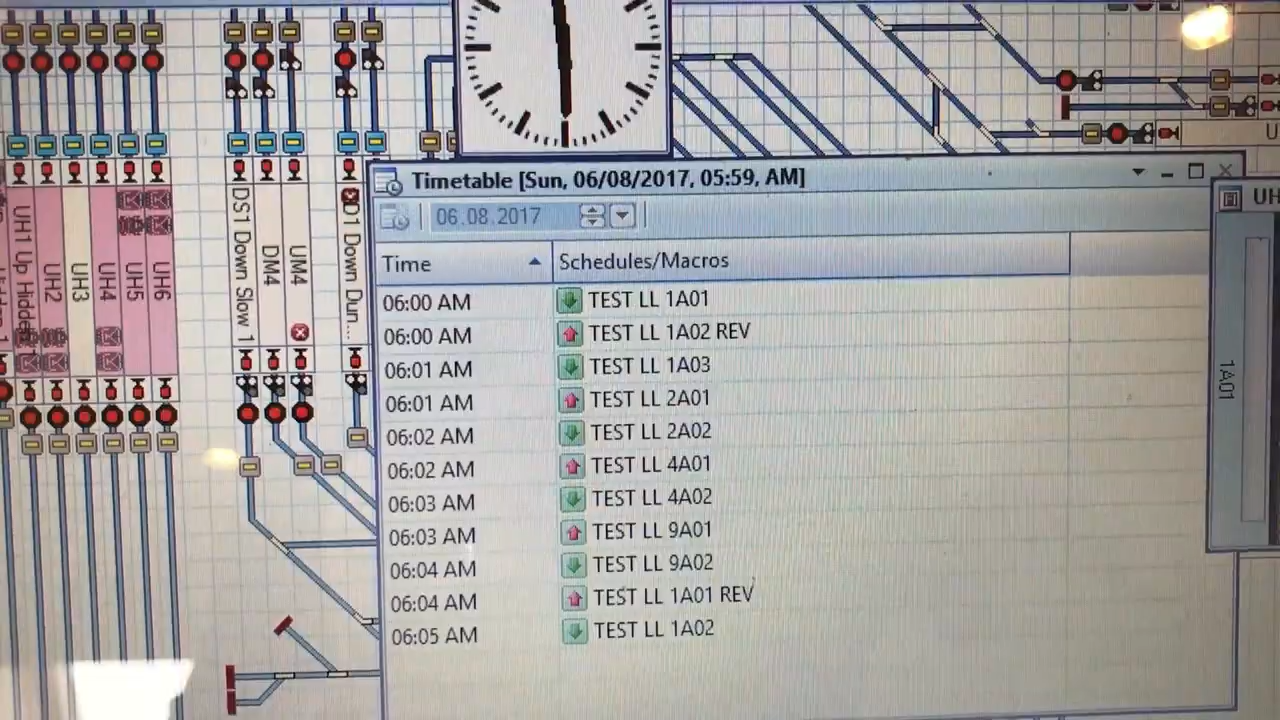 Timetable [Sun, 06/08/2017, 05:59, AM]
06.08.2017
Time Schedules/Macros
06:00 AM TEST LL 1A01
06:00 AM TEST LL 1A02 REV
06:01 AM TEST LL 1A03
06:01 AM TEST LL 2A01
06:02 AM TEST LL 2A02
06:02 AM TEST LL 4A01
06:03 AM TEST LL 4A02
06:03 AM TEST LL 9A01
06:04 AM TEST LL 9A02
06:04 AM TEST LL 1A01 REV
06:05 AM TEST LL 1A02
UH1 Up Hidde
UH2
UH3
UH4
UH5
UH6
DS1 Down Slow 1
DM4
UM4
D1 Down Dun...
UH
1A01